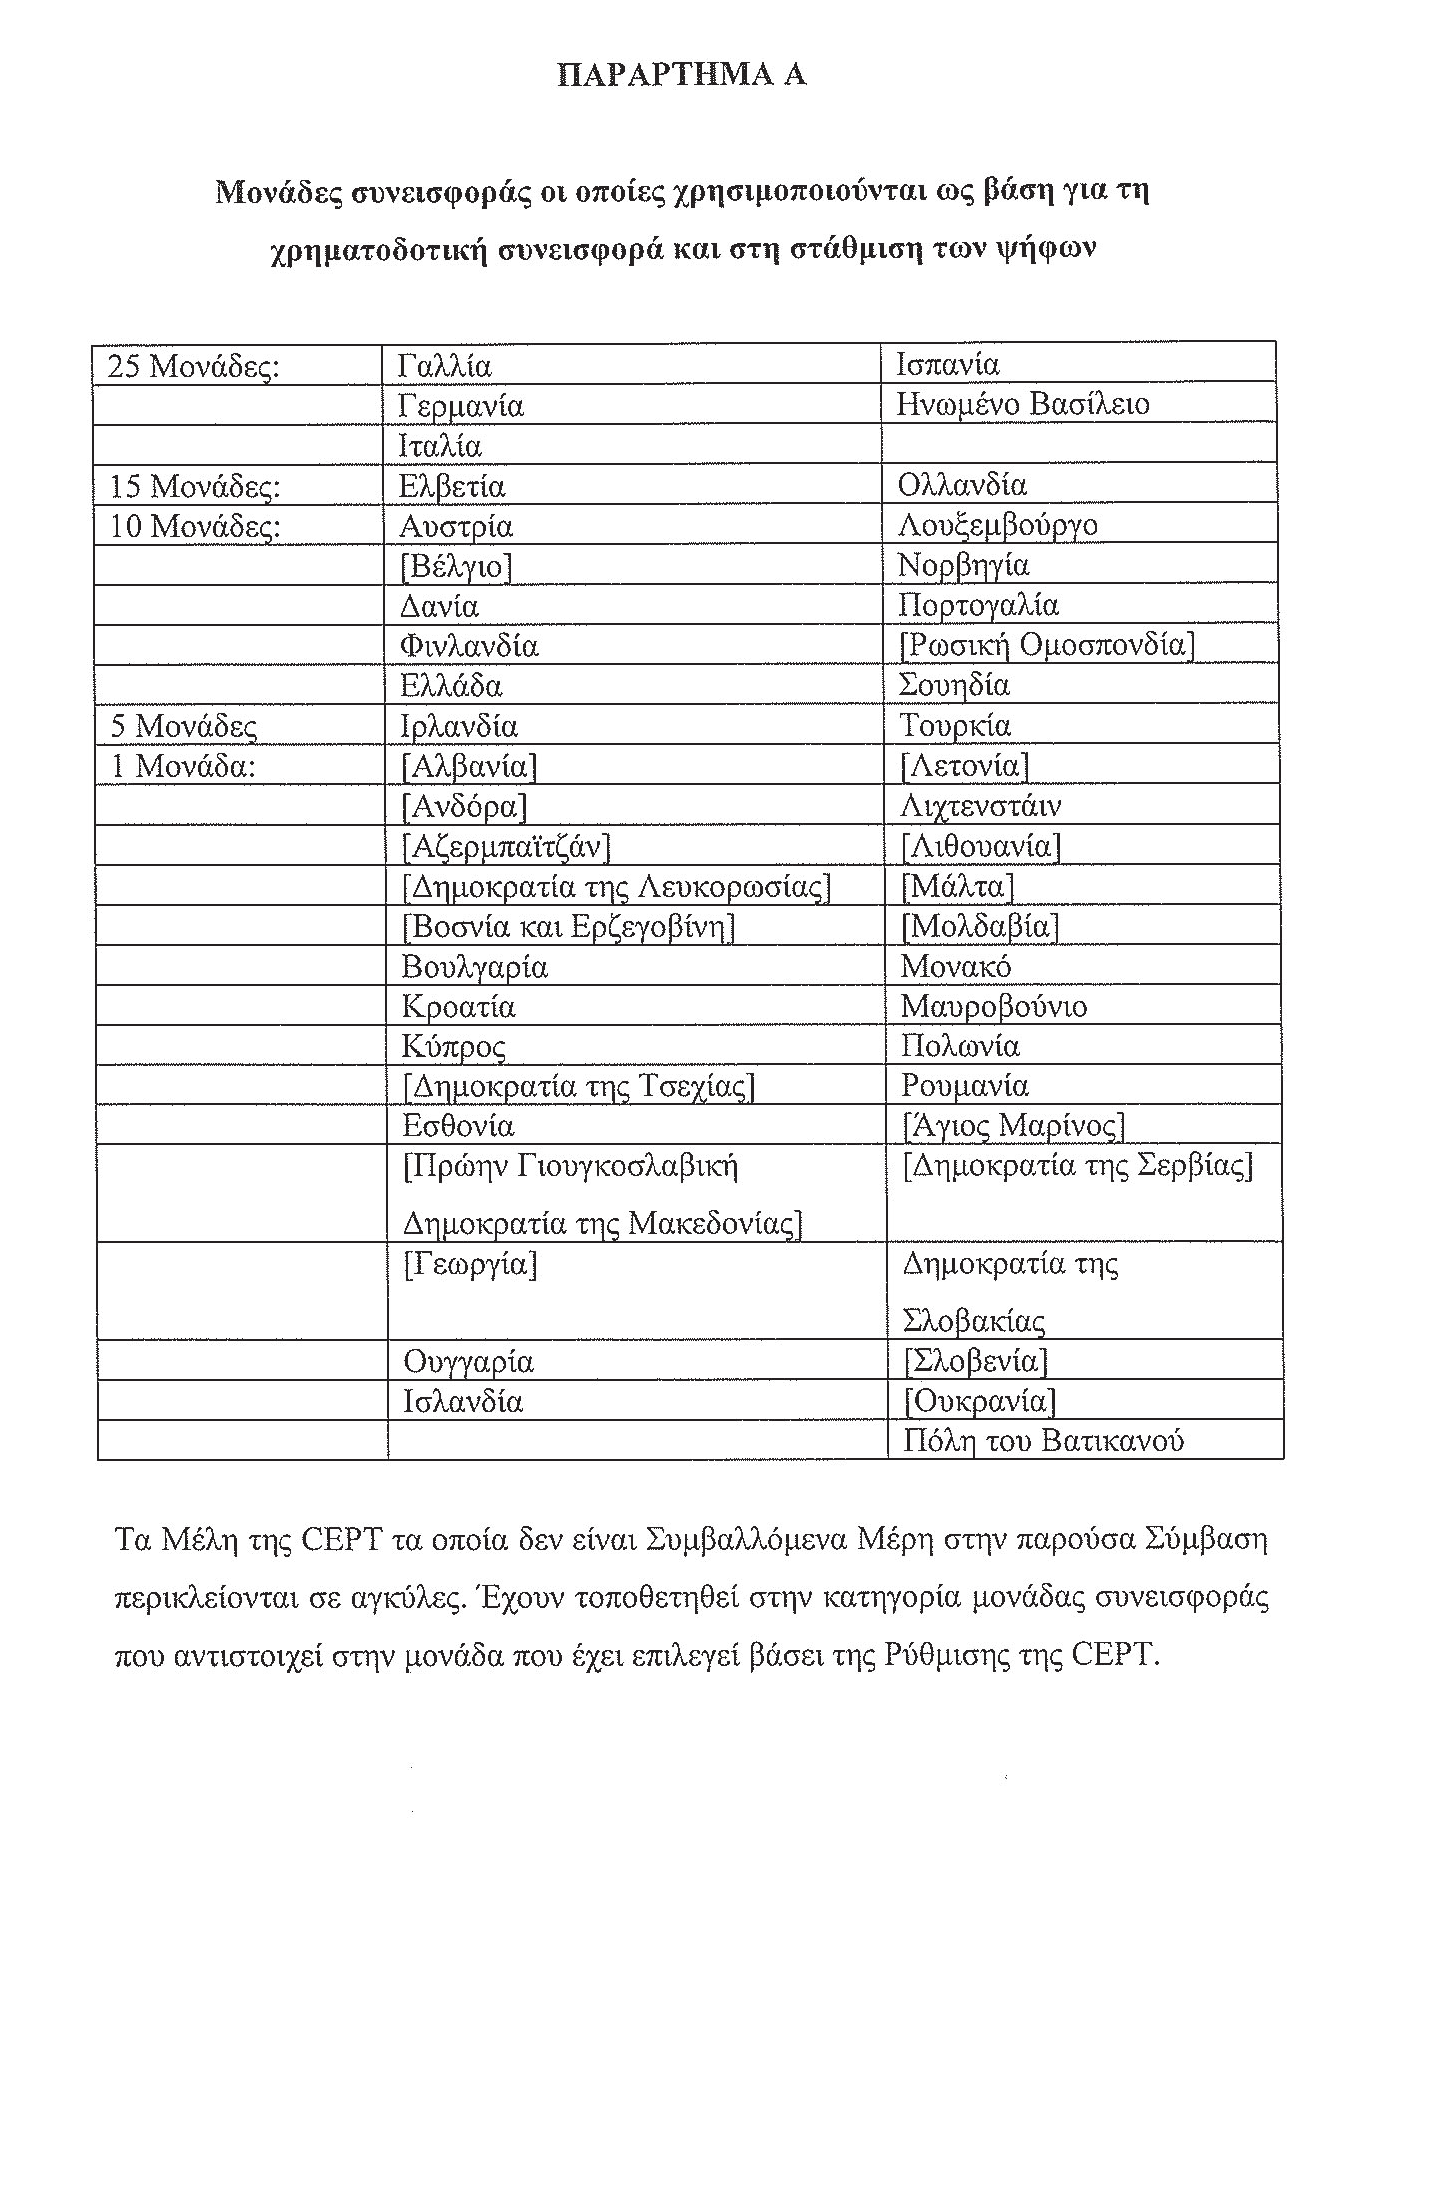 ΠΑΡΑΡΤΗΜΑ Α
Μονάδες συνεισφοράς οι οποίες χρησιμοποιούνται ως βάση για τη
χρηματοδοτική συνεισφορά και στη στάθμιση των ψήφων
25 Μονάδες: Γαλλία Ισπανία
Γερμανία Ηνωμένο Βασίλειο
Ιταλία
15 Μονάδες: Ελβετία Ολλανδία
10 Μονάδες: Αυστρία Λουξεμβούργο
[Βέλγιο] Νορβηγία
Δανία Πορτογαλία
Φινλανδία [Ρωσική Ομοσπονδία]
Ελλάδα Σουηδία
5 Μονάδες Ιρλανδία Τουρκία
1 Μονάδα: [Αλβανία] [Λετονία]
[Ανδόρα] Λιχτενστάιν
[Αζερμπαϊτζάν] [Λιθουανία]
[Δημοκρατία της Λευκορωσίας] [Μάλτα]
[Βοσνία και Ερζεγοβίνη] [Μολδαβία]
Βουλγαρία Μονακό
Κροατία Μαυροβούνιο
Κύπρος Πολωνία
[Δημοκρατία της Τσεχίας] Ρουμανία
Εσθονία [Άγιος Μαρίνος]
[Πρώην Γιουγκοσλαβική [Δημοκρατία της Σερβίας]
Δημοκρατία της Μακεδονίας]
[Γεωργία] Δημοκρατία της
Σλοβακίας
Ουγγαρία [Σλοβενία]
Ισλανδία [Ουκρανία]
Πόλη του Βατικανού
Τα Μέλη της CEPT τα οποία δεν είναι Συμβαλλόμενα Μέρη στην παρούσα Σύμβαση
περικλείονται σε αγκύλες. Έχουν τοποθετηθεί στην κατηγορία μονάδας συνεισφοράς
που αντιστοιχεί στην μονάδα που έχει επιλεγεί βάσει της Ρύθμισης της CEPT.